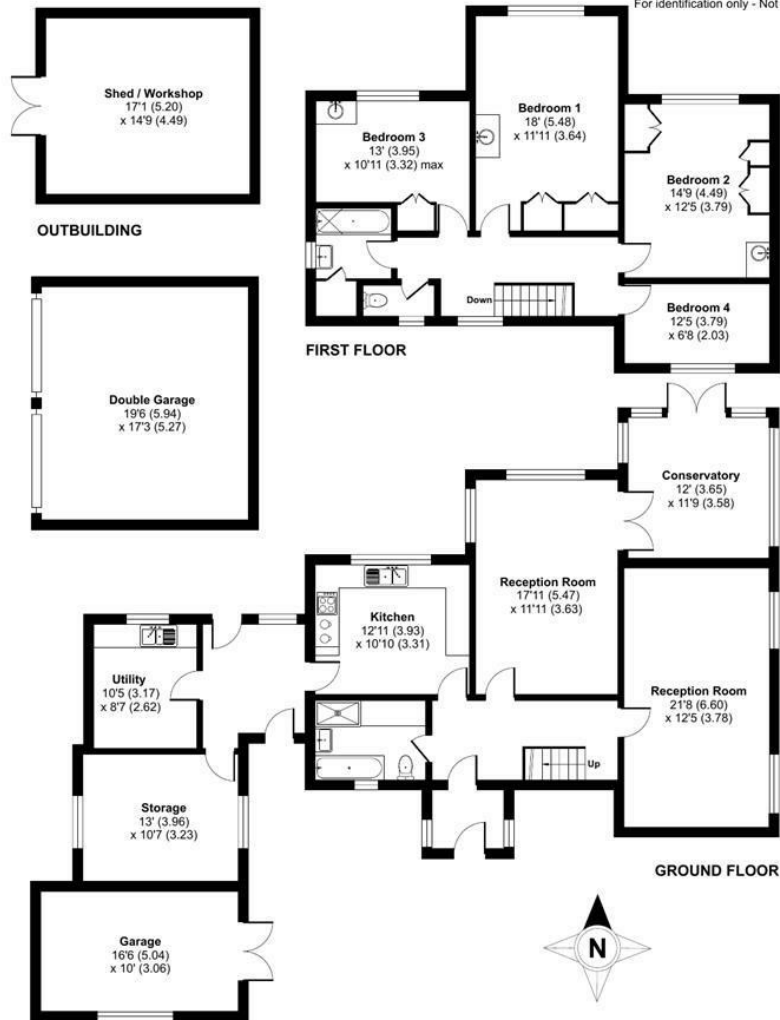 For identification only - Not
Shed / Workshop
17'1 (5.20)
x 14'9 (4.49)
OUTBUILDING
Bedroom 1
18' (5.48)
x 11'11 (3.64)
Bedroom 3
13' (3.95)
x 10'11 (3.32) max
Bedroom 2
14'9 (4.49)
x 12'5 (3.79)
Down
Bedroom 4
12'5 (3.79)
x 6'8 (2.03)
FIRST FLOOR
Double Garage
19'6 (5.94)
x 17'3 (5.27)
Conservatory
12' (3.65)
x 11'9 (3.58)
Reception Room
17'11 (5.47)
x 11'11 (3.63)
Kitchen
12'11 (3.93)
x 10'10 (3.31)
Utility
10'5 (3.17)
x 8'7 (2.62)
Reception Room
21'8 (6.60)
x 12'5 (3.78)
Up
Storage
13' (3.96)
x 10'7 (3.23)
GROUND FLOOR
Garage
16'6 (5.04)
x 10' (3.06)
N